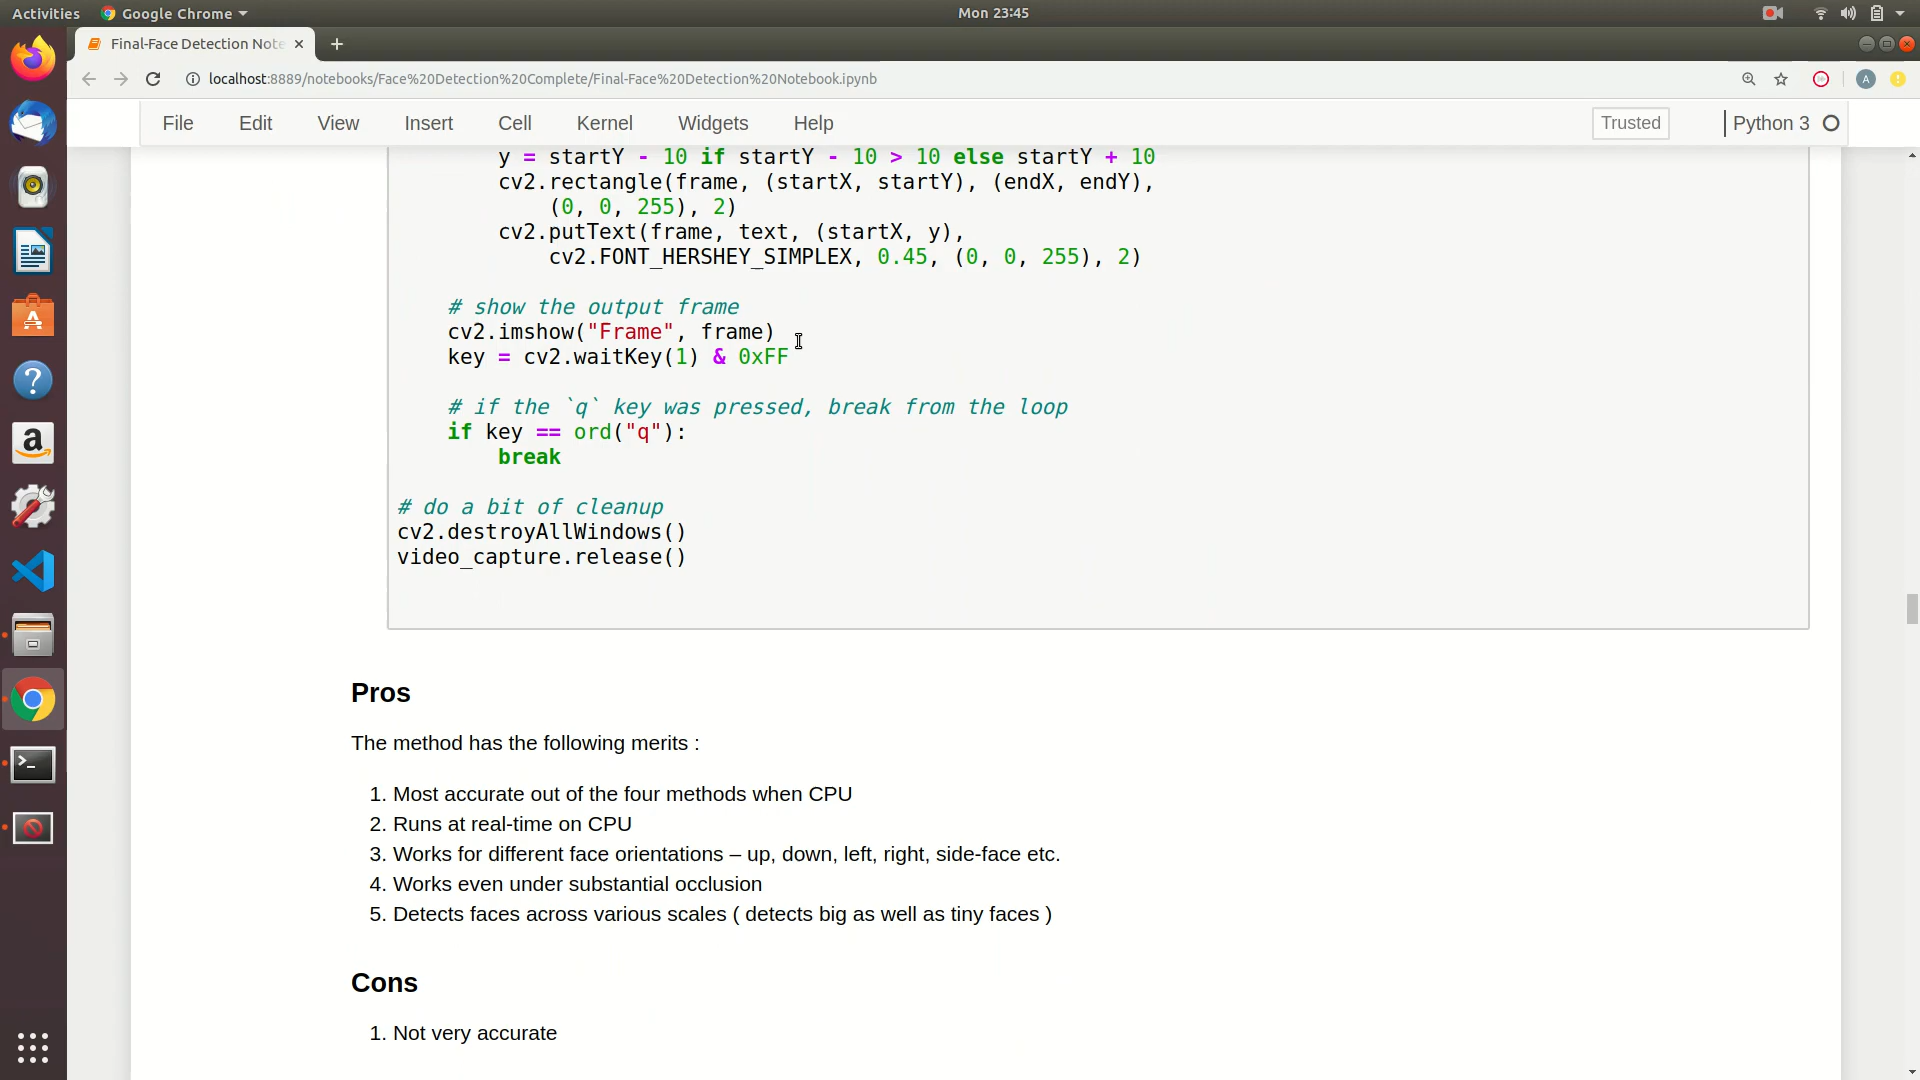 Activities
Google Chrome
Mon 23:45
Final-Face Detection Note
localhost:8889/notebooks/Face%20Detection%20Complete/Final-Face%20Detection%20Notebook.ipynb
A
File Edit View Insert Cell Kernel Widgets Help
Trusted
Python 3
y = startY - 10 if startY - 10 > 10 else startY + 10
cv2.rectangle(frame, (startX, startY), (endX, endY),
(0, 0, 255), 2)
cv2.putText(frame, text, (startX, y),
cv2.FONT_HERSHEY_SIMPLEX, 0.45, (0, 0, 255), 2)
# show the output frame
cv2.imshow("Frame", frame)
key = cv2.waitKey(1) & 0xFF
# if the `q` key was pressed, break from the loop
if key == ord("q"):
break
# do a bit of cleanup
cv2.destroyAllWindows()
video_capture.release()
Pros
The method has the following merits :
1. Most accurate out of the four methods when CPU
2. Runs at real-time on CPU
3. Works for different face orientations – up, down, left, right, side-face etc.
4. Works even under substantial occlusion
5. Detects faces across various scales ( detects big as well as tiny faces )
Cons
1. Not very accurate